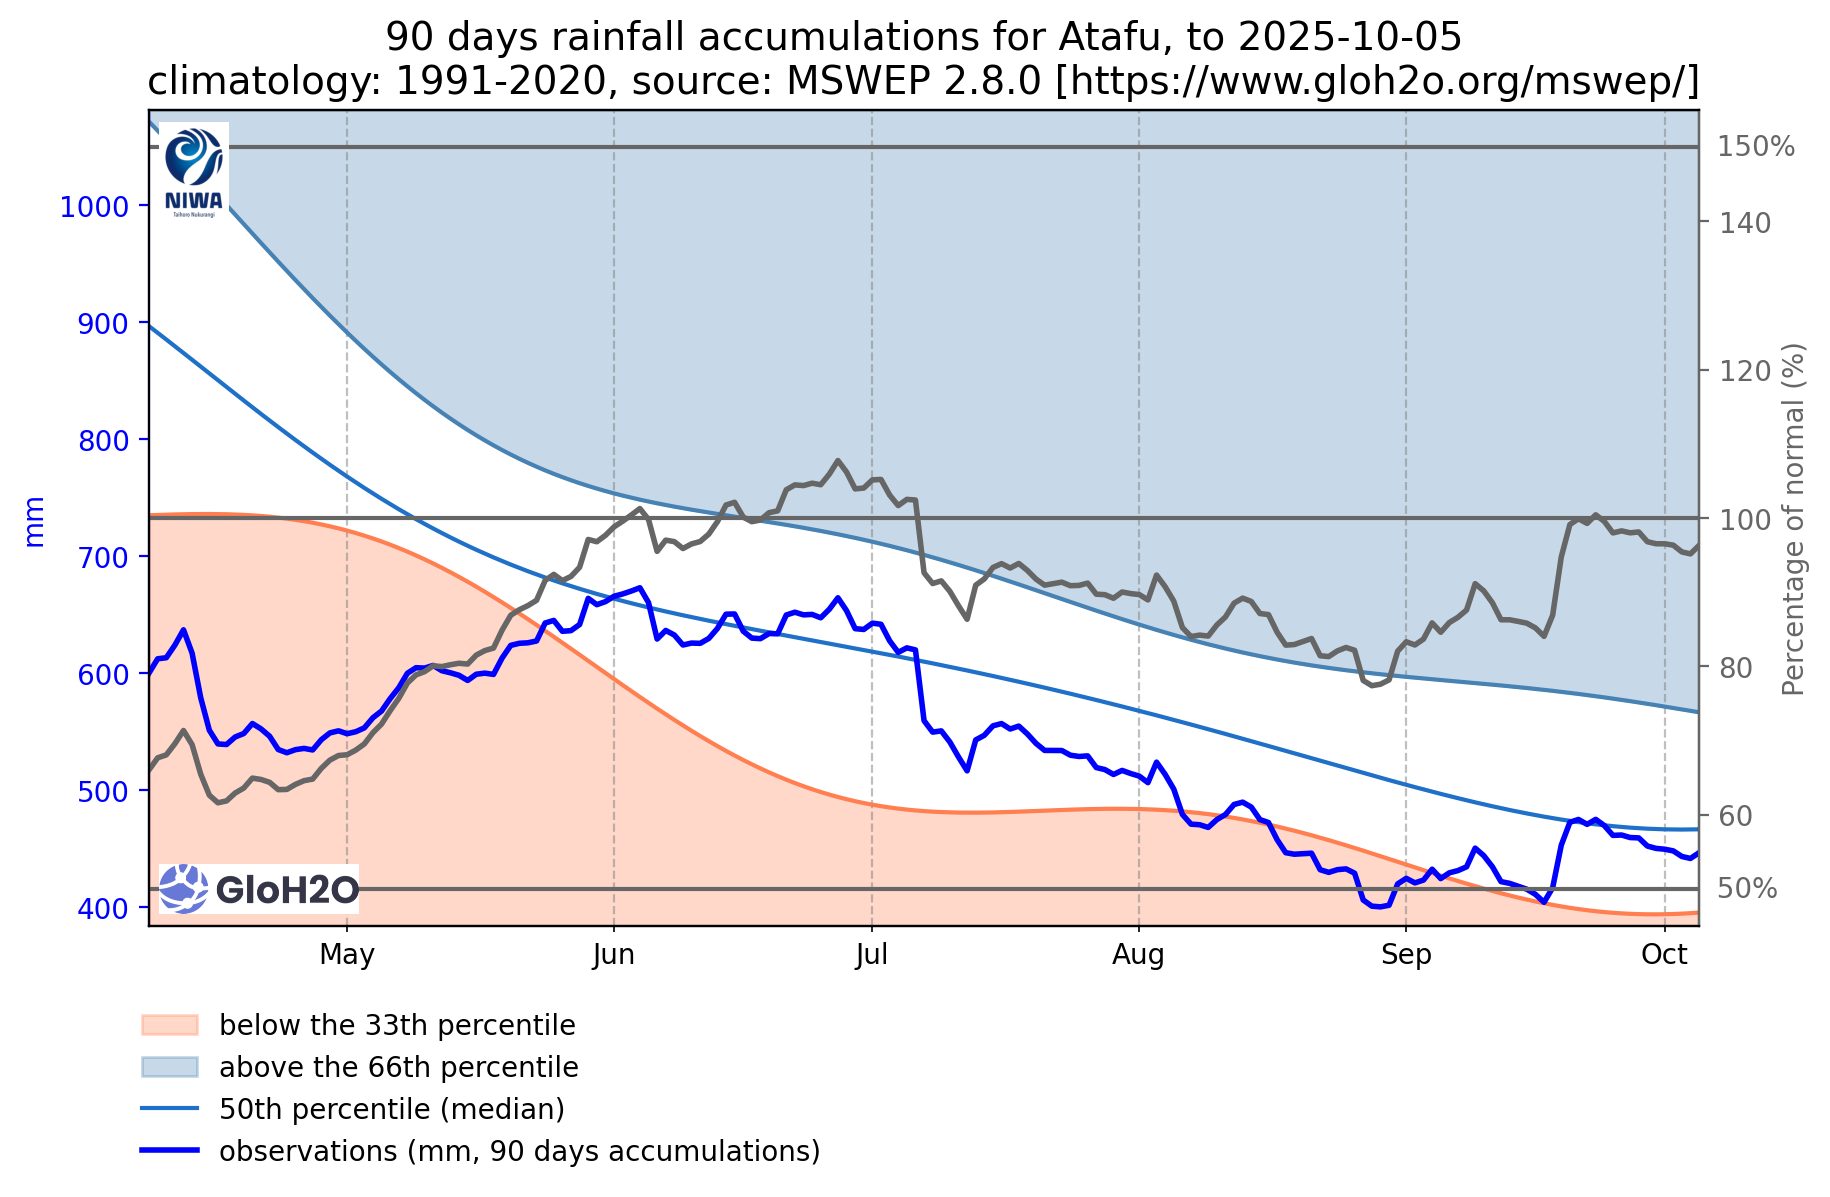 90 days rainfall accumulations for Atafu, to 2025-10-05
climatology: 1991-2020, source: MSWEP 2.8.0 [https://www.gloh2o.org/mswep/]
NIWA
Taihoro Nukurangi
150%
1000
140
900
120
Percentage of normal (%)
800
mm
100
700
600
80
500
60
GloH2O
50%
400
May
Jun
Jul
Aug
Sep
Oct
below the 33th percentile
above the 66th percentile
50th percentile (median)
observations (mm, 90 days accumulations)